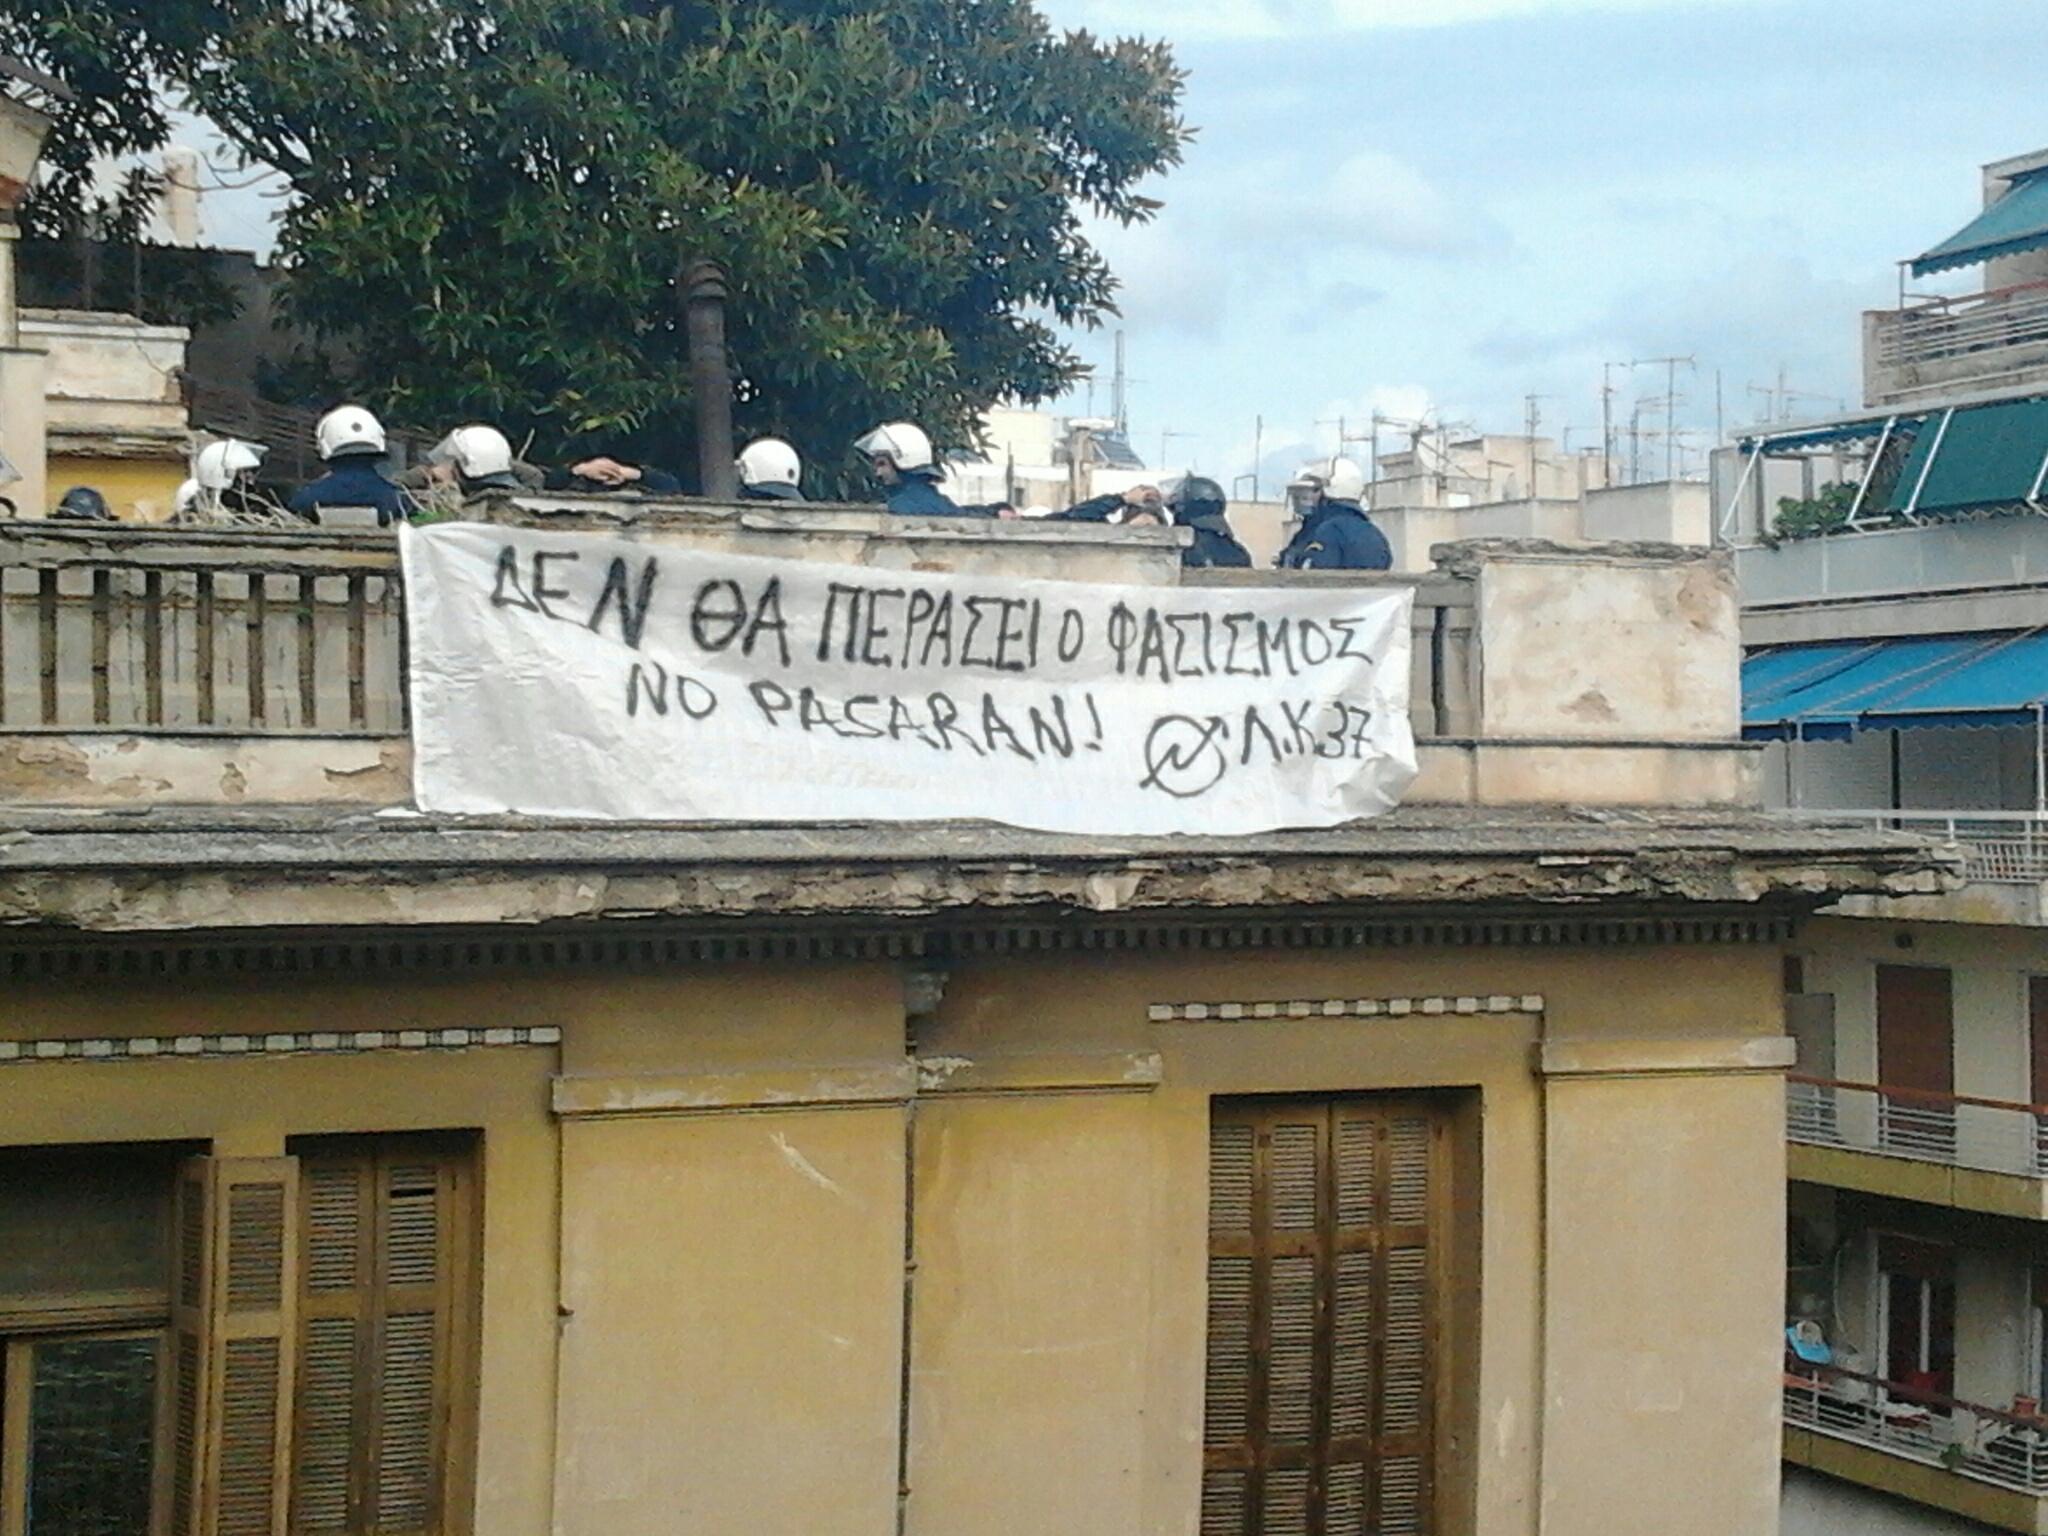 ΔΕΝ ΘΑ ΠΕΡΑΣΕΙ Ο ΦΑΣΙΣΜΟΣ
NO PASARAN! Λ.Κ.37